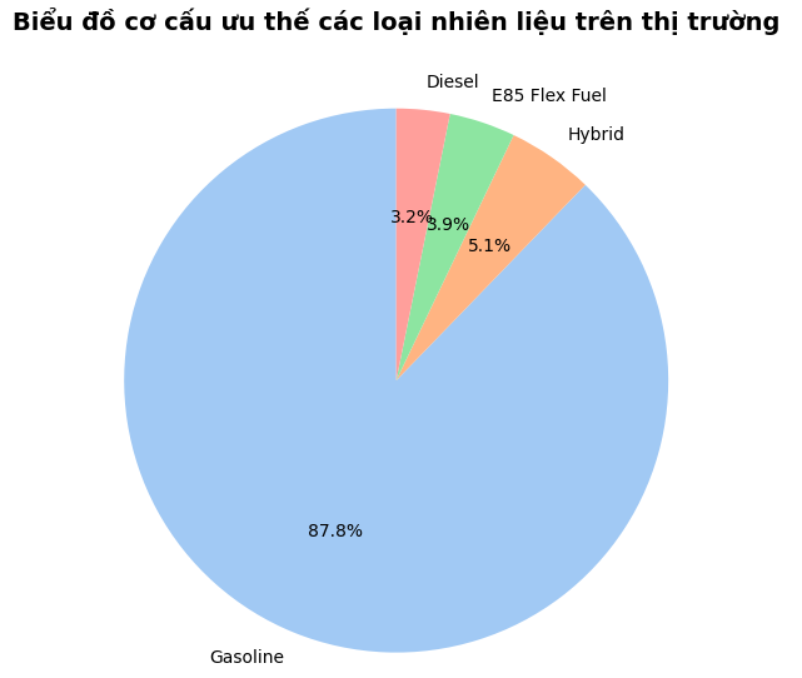 Biểu đồ cơ cấu ưu thế các loại nhiên liệu trên thị trường
Diesel
E85 Flex Fuel
Hybrid
3.2%
3.9%
5.1%
87.8%
Gasoline